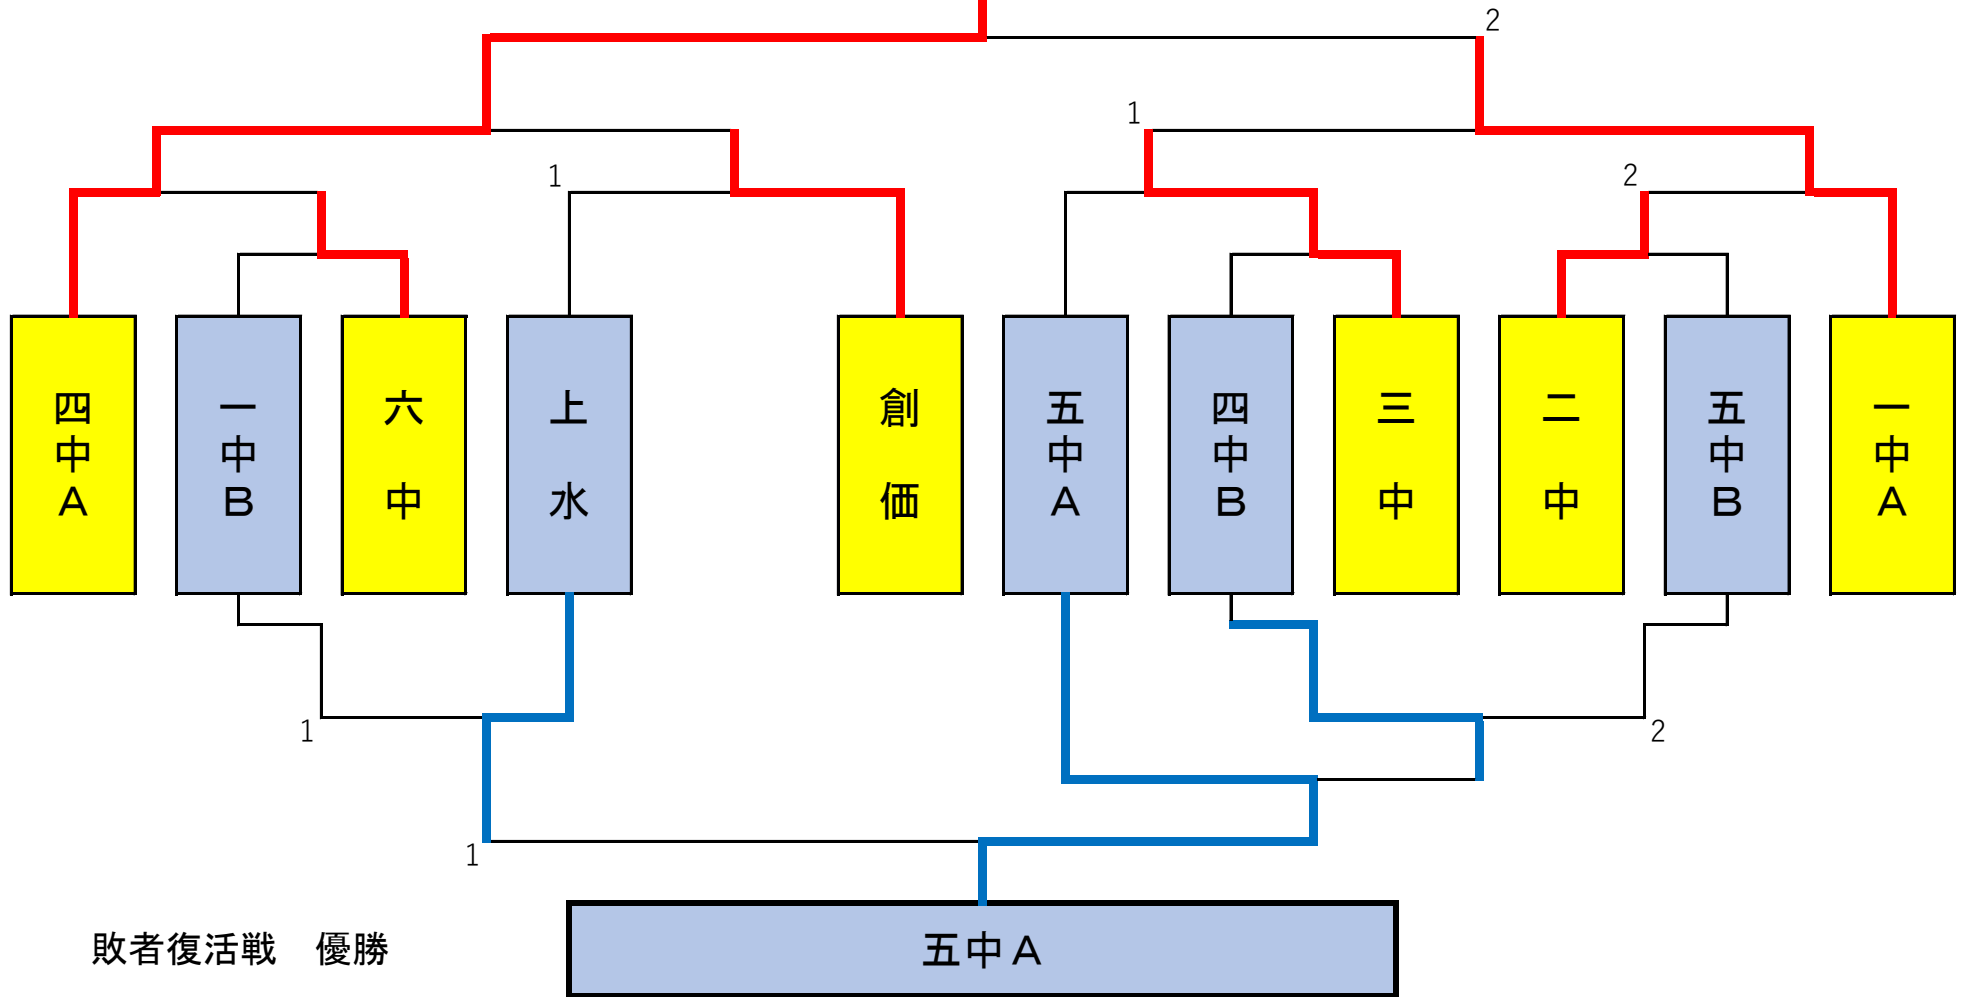 2
1
1
2
四中Ａ
一中Ｂ
六中
上水
創価
五中Ａ
四中Ｂ
三中
二中
五中Ｂ
一中Ａ
1
2
1
敗者復活戦　優勝
五中Ａ